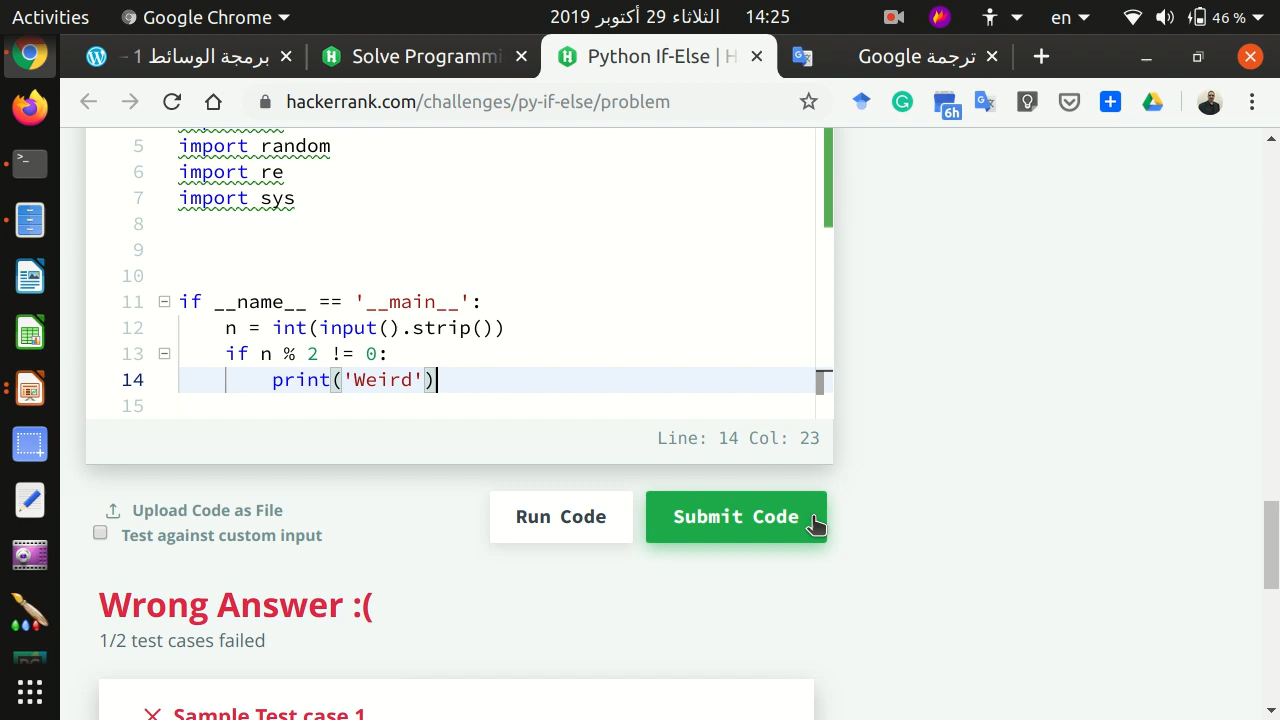 Activities
Google Chrome
الثلاثاء 29 أكتوبر 2019 14:25
en
46 %
برمجة الوسائط 1 –
Solve Programmi
Python If-Else | H
ترجمة Google
hackerrank.com/challenges/py-if-else/problem
6h
5 import random
6 import re
7 import sys
8
9
10
11 if __name__ == '__main__':
12 n = int(input().strip())
13 if n % 2 != 0:
14 print('Weird')
15
Line: 14 Col: 23
Upload Code as File
Test against custom input
Run Code
Submit Code
Wrong Answer :(
1/2 test cases failed
Sample Test case 1